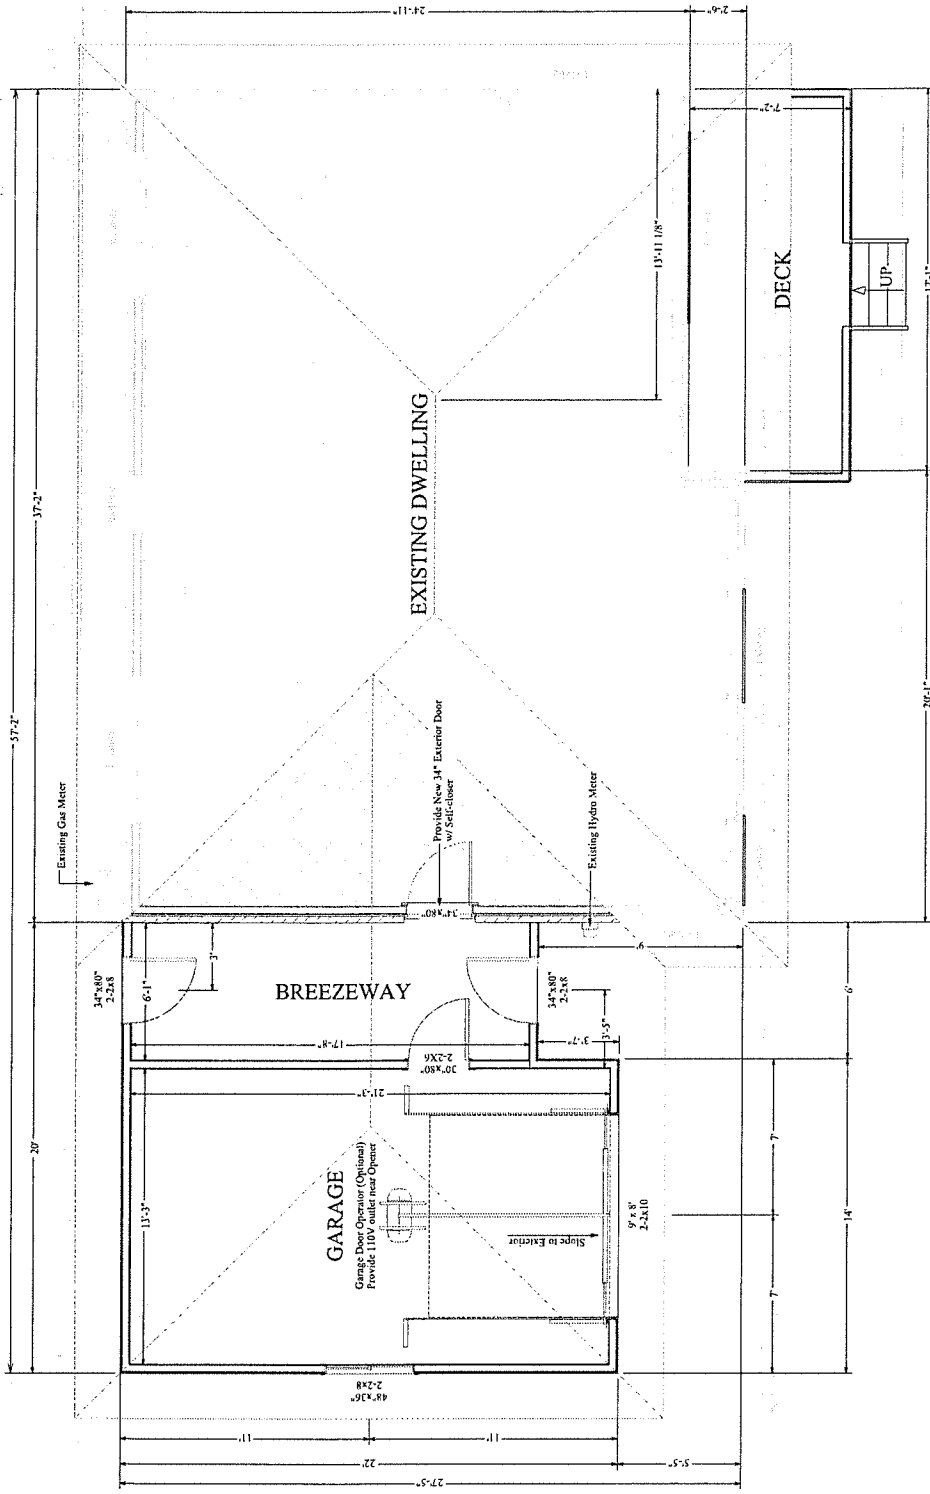 24'-11"
2'-6"
57'-2"
37'-2"
7'-2"
13'-11 1/8"
DECK
UP
17'-1"
EXISTING DWELLING
20'-1"
Existing Gas Meter
Provide New 34" Exterior Door
w/ Self-closer
Existing Hydro Meter
34"x80"
34"x80"
2-2x8
6'-1"
3'
BREEZEWAY
34"x80"
2-2x8
9'
3'-5"
3'-7"
6'
17'-8"
30"x80"
2-2X6
21'-3"
20'
13'-3"
GARAGE
Garage Door Operator (Optional)
Provide 110V outlet near Opener
Slope to Exterior
9' x 8'
2-2x10
7'
7'
14'
48"x36"
2-2x8
11'
11'
22'
5'-5"
27'-5"